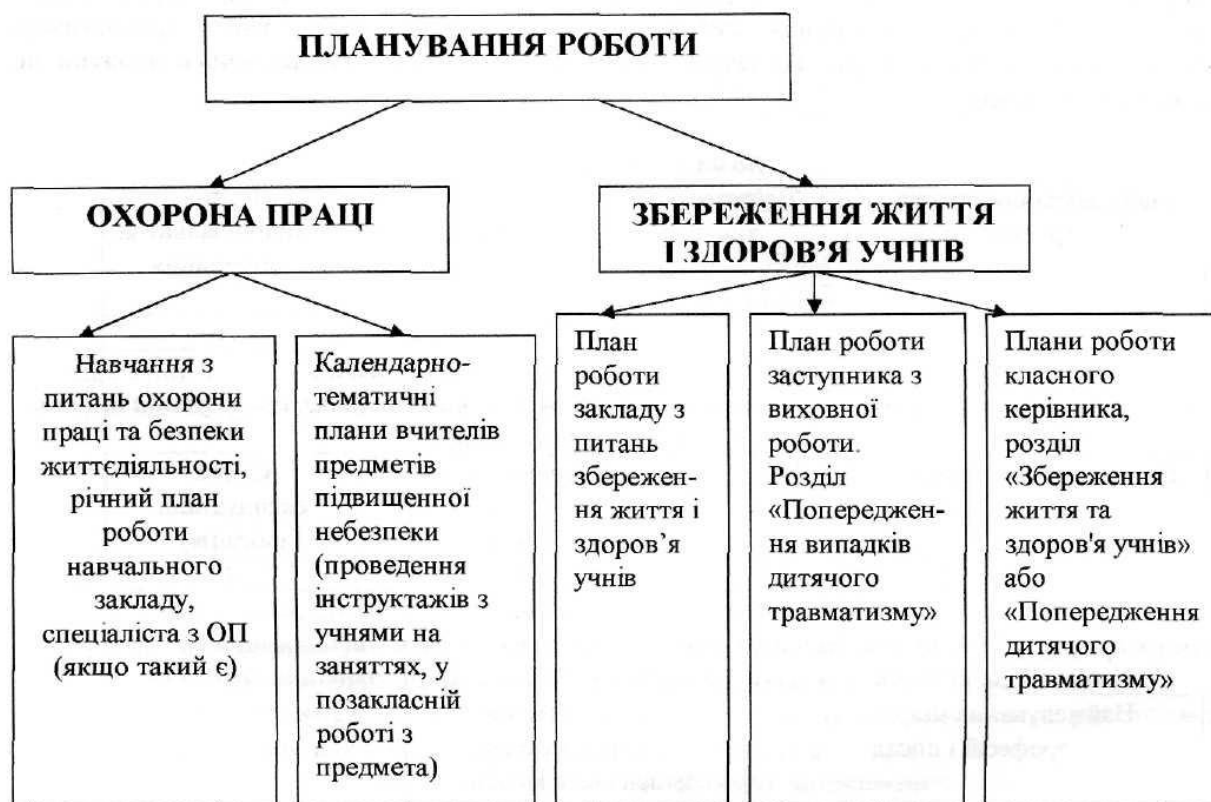 ПЛАНУВАННЯ РОБОТИ
ОХОРОНА ПРАЦІ
ЗБЕРЕЖЕННЯ ЖИТТЯ
І ЗДОРОВ’Я УЧНІВ
Навчання з
питань охорони
праці та безпеки
життєдіяльності,
річний план
роботи
навчального
закладу,
спеціаліста з ОП
(якщо такий є)
Календарно-
тематичні
плани вчителів
предметів
підвищенної
небезпеки
(проведення
інструктажів з
учнями на
заняттях, у
позакласній
роботі з
предмета)
План
роботи
закладу з
питань
збережен-
ня життя і
здоров’я
учнів
План роботи
заступника з
виховної
роботи.
Розділ
«Попереджен-
ня випадків
дитячого
травматизму»
Плани роботи
класного
керівника,
розділ
«Збереження
життя та
здоров'я учнів»
або
«Попередження
дитячого
травматизму»